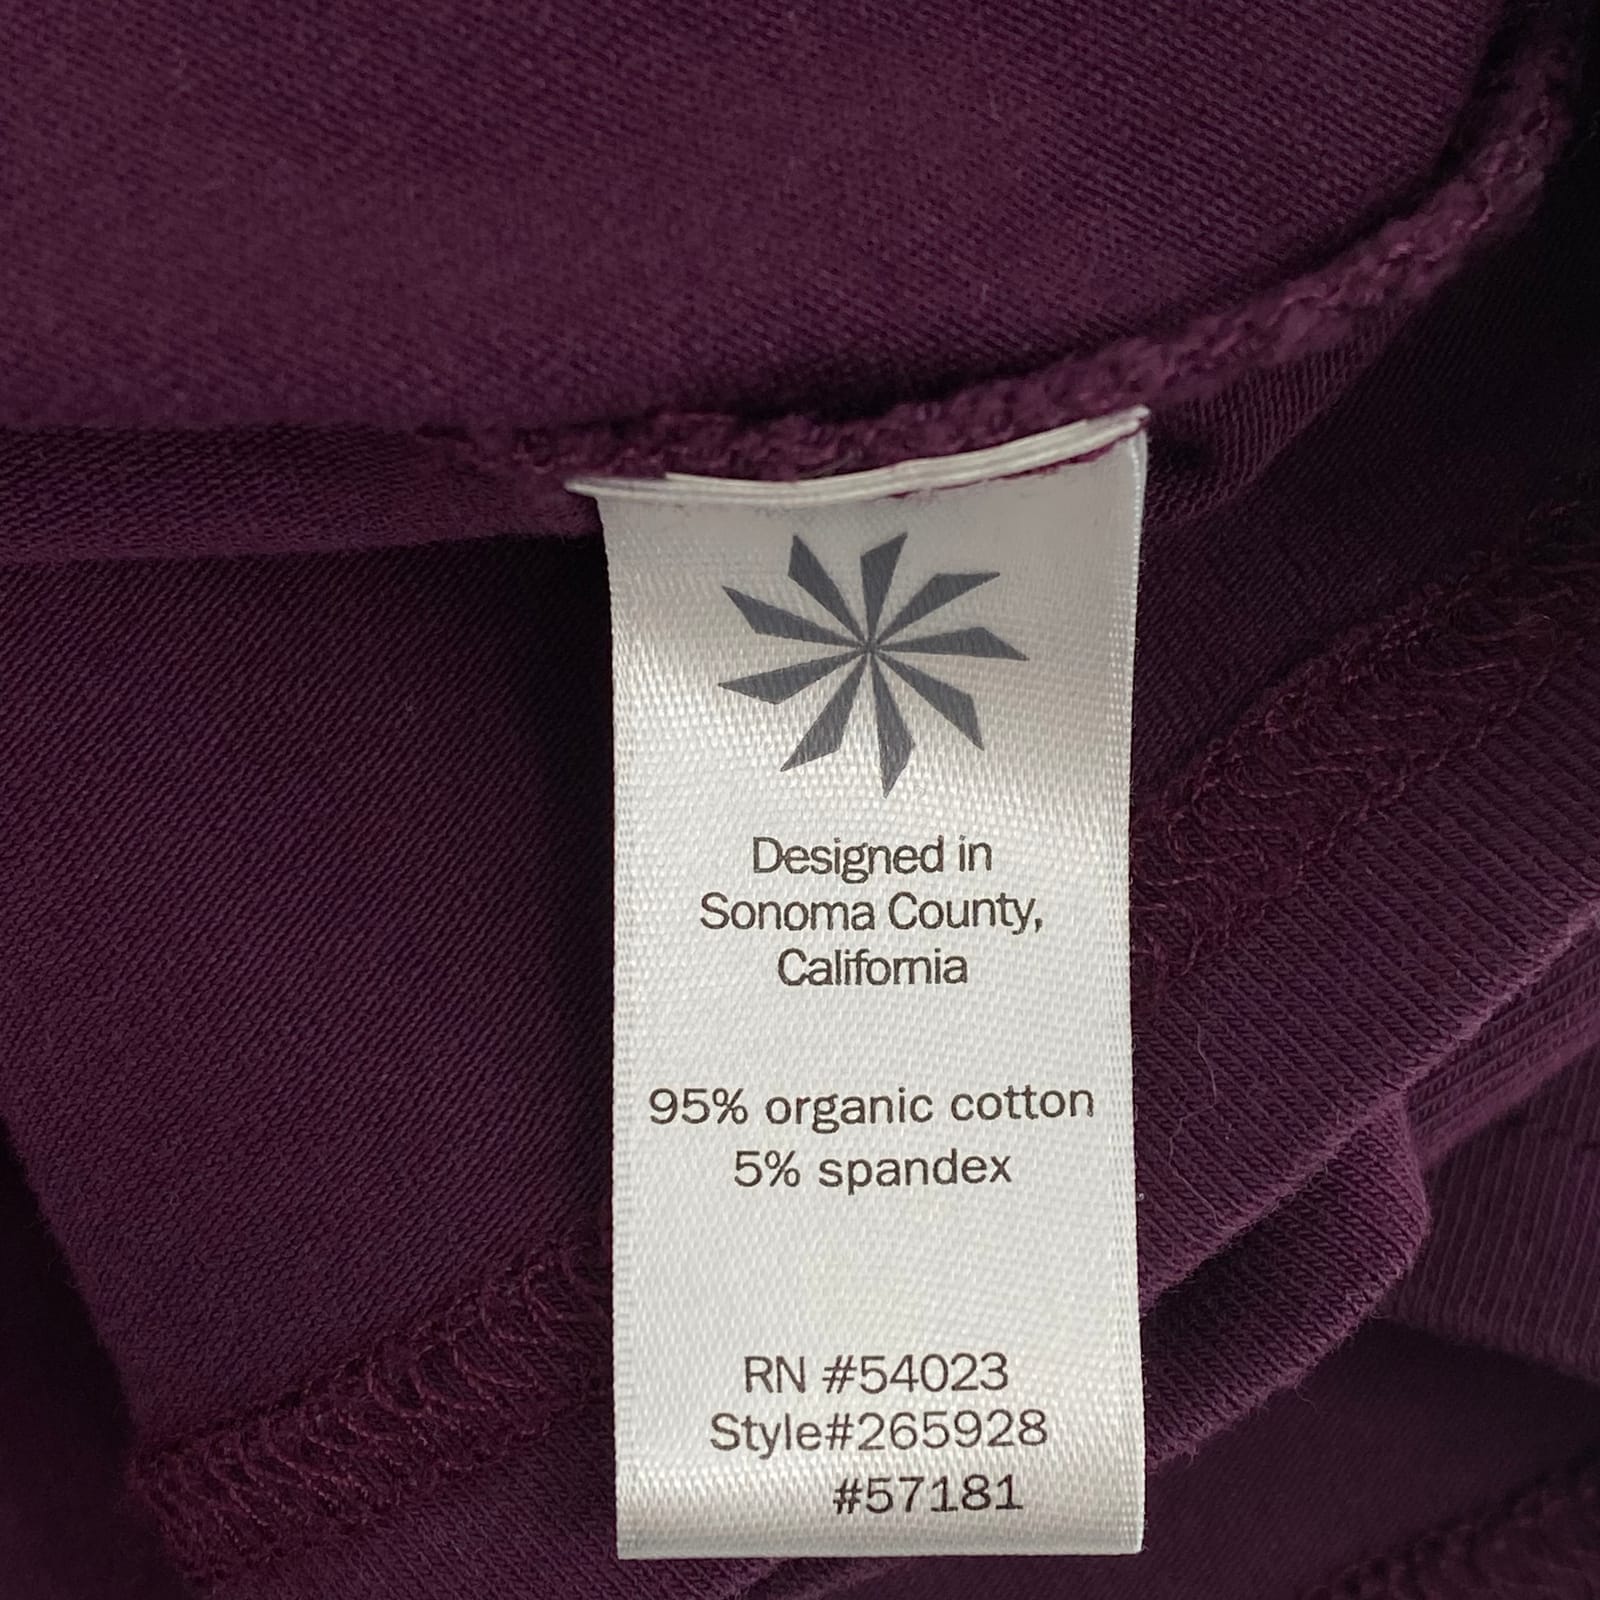 Designed in
Sonoma County,
California
95% organic cotton
5% spandex
RN #54023
Style#265928
#57181